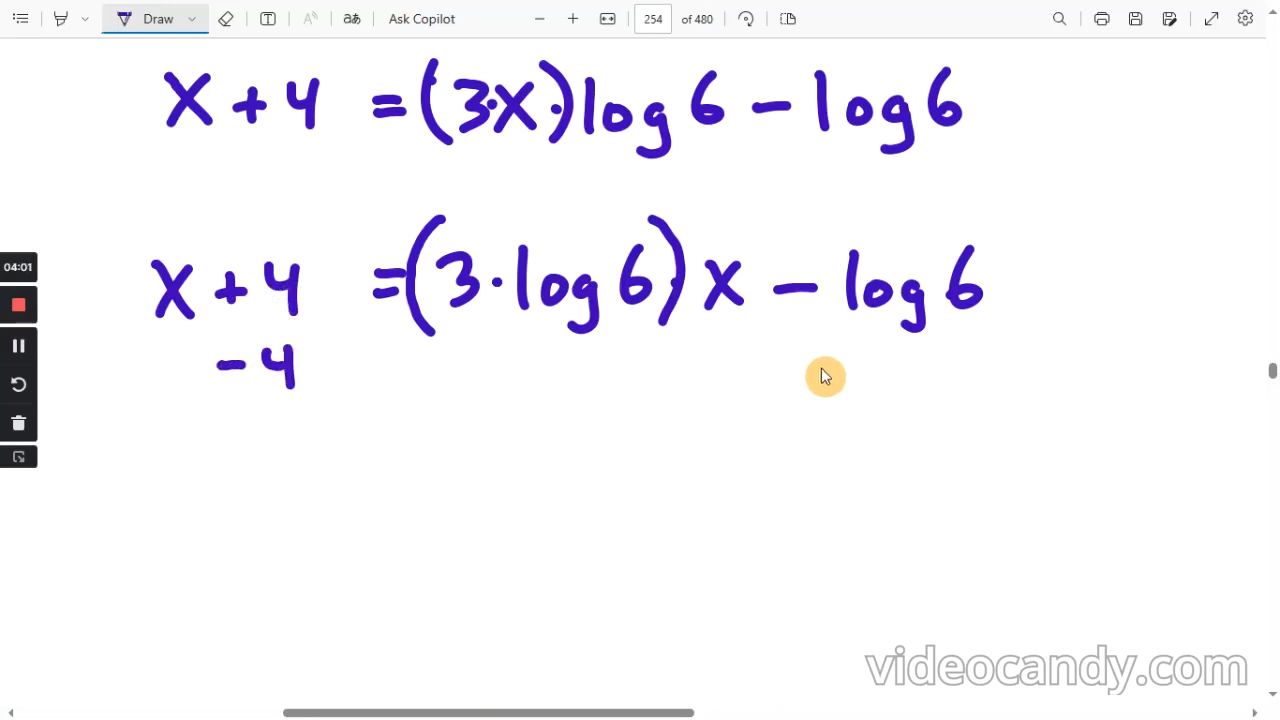 Draw
Ask Copilot
254 of 480
x + 4 = (3·x·) log 6 − log 6
04:01
x + 4 = (3 · log 6) x − log 6
− 4
videocandy.com